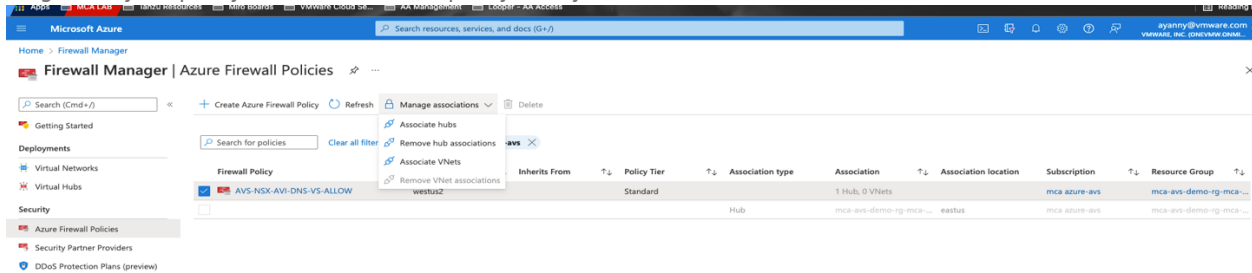 Apps MCA LAB Tanzu Resources Miro Boards VMware Cloud Se... AA Management Looper - AA Access Reading
Microsoft Azure Search resources, services, and docs (G+/) ayanny@vmware.com
VMWARE, INC. (ONEVMW.ONMI...
Home > Firewall Manager
Firewall Manager | Azure Firewall Policies ...
Search (Cmd+/) « + Create Azure Firewall Policy Refresh Manage associations Delete
Getting Started Associate hubs
Deployments Search for policies Clear all filter Remove hub associations avs
Virtual Networks Associate VNets
Firewall Policy Inherits From Policy Tier Association type Association Association location Subscription Resource Group
Virtual Hubs Remove VNet associations
AVS-NSX-AVI-DNS-VS-ALLOW westus2 Standard 1 Hub, 0 VNets mca azure-avs mca-avs-demo-rg-mca-...
Security
Hub mca-avs-demo-rg-mca-... eastus mca azure-avs mca-avs-demo-rg-mca-...
Azure Firewall Policies
Security Partner Providers
DDoS Protection Plans (preview)